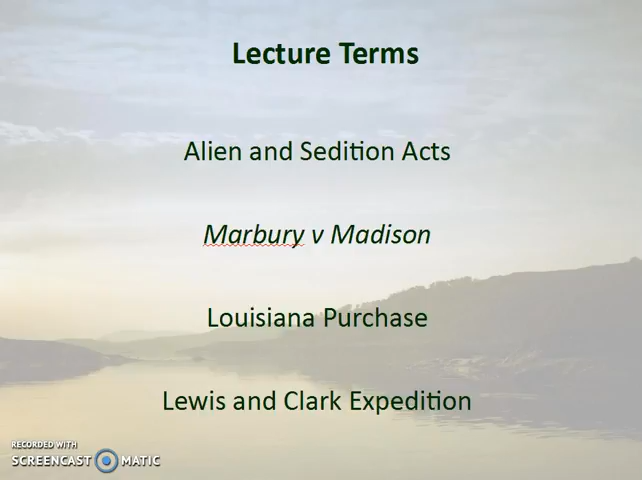 Lecture Terms
Alien and Sedition Acts
Marbury v Madison
Louisiana Purchase
Lewis and Clark Expedition
RECORDED WITH
SCREENCAST MATIC